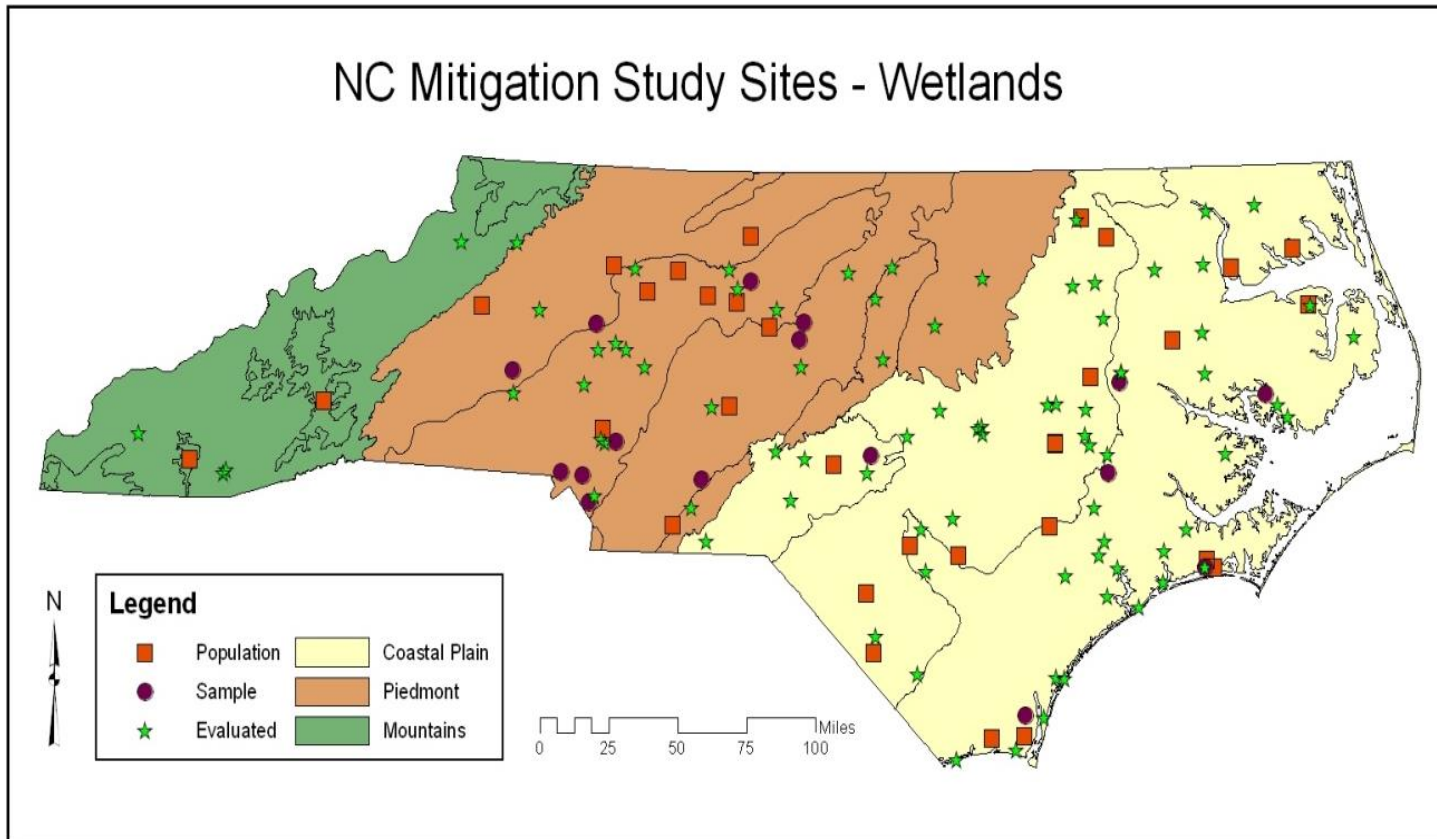 NC Mitigation Study Sites - Wetlands
N
Legend
Population
Coastal Plain
Sample
Piedmont
Evaluated
Mountains
Miles
0 25 50 75 100